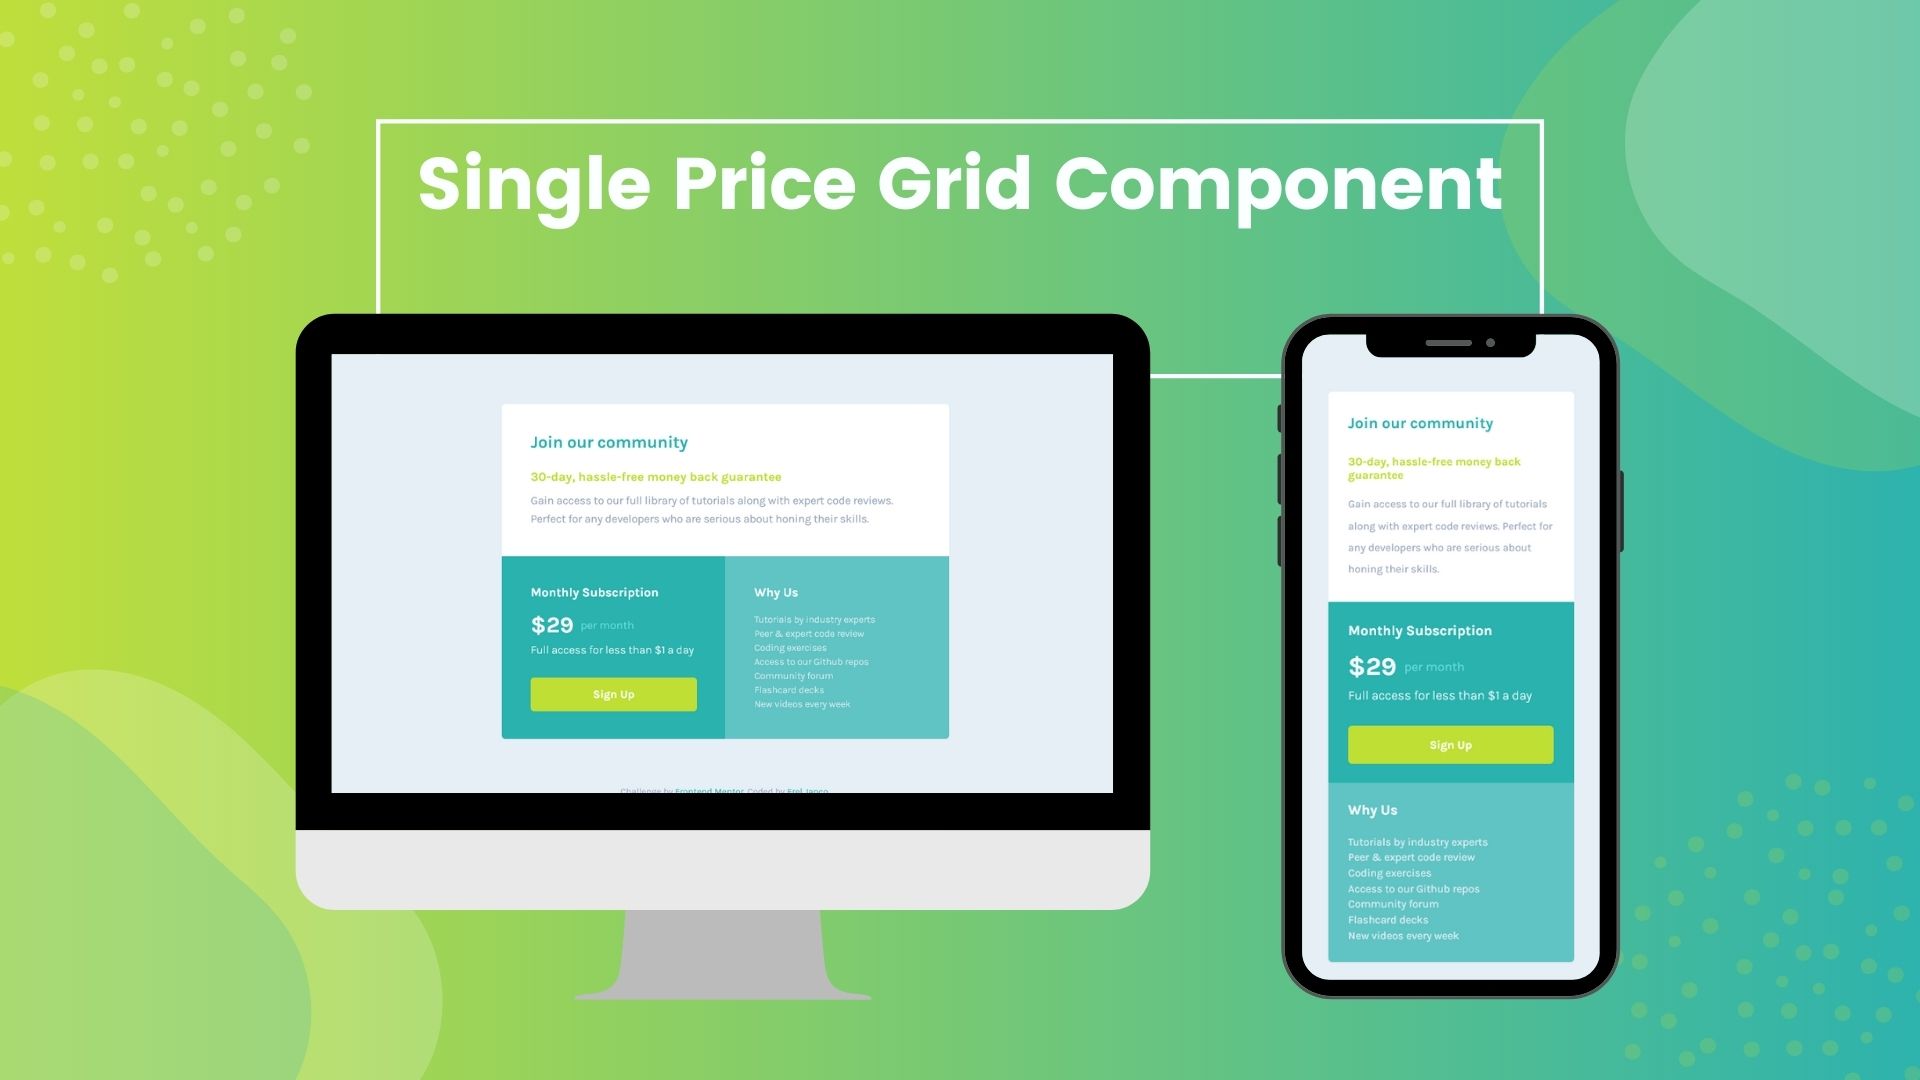 Single Price Grid Component
Join our community
30-day, hassle-free money back guarantee
Gain access to our full library of tutorials along with expert code reviews.
Perfect for any developers who are serious about honing their skills.
Monthly Subscription
$29 per month
Full access for less than $1 a day
Sign Up
Why Us
Tutorials by industry experts
Peer & expert code review
Coding exercises
Access to our Github repos
Community forum
Flashcard decks
New videos every week
Challenge by Frontend Mentor. Coded by
Join our community
30-day, hassle-free money back
guarantee
Gain access to our full library of tutorials
along with expert code reviews. Perfect for
any developers who are serious about
honing their skills.
Monthly Subscription
$29 per month
Full access for less than $1 a day
Sign Up
Why Us
Tutorials by industry experts
Peer & expert code review
Coding exercises
Access to our Github repos
Community forum
Flashcard decks
New videos every week